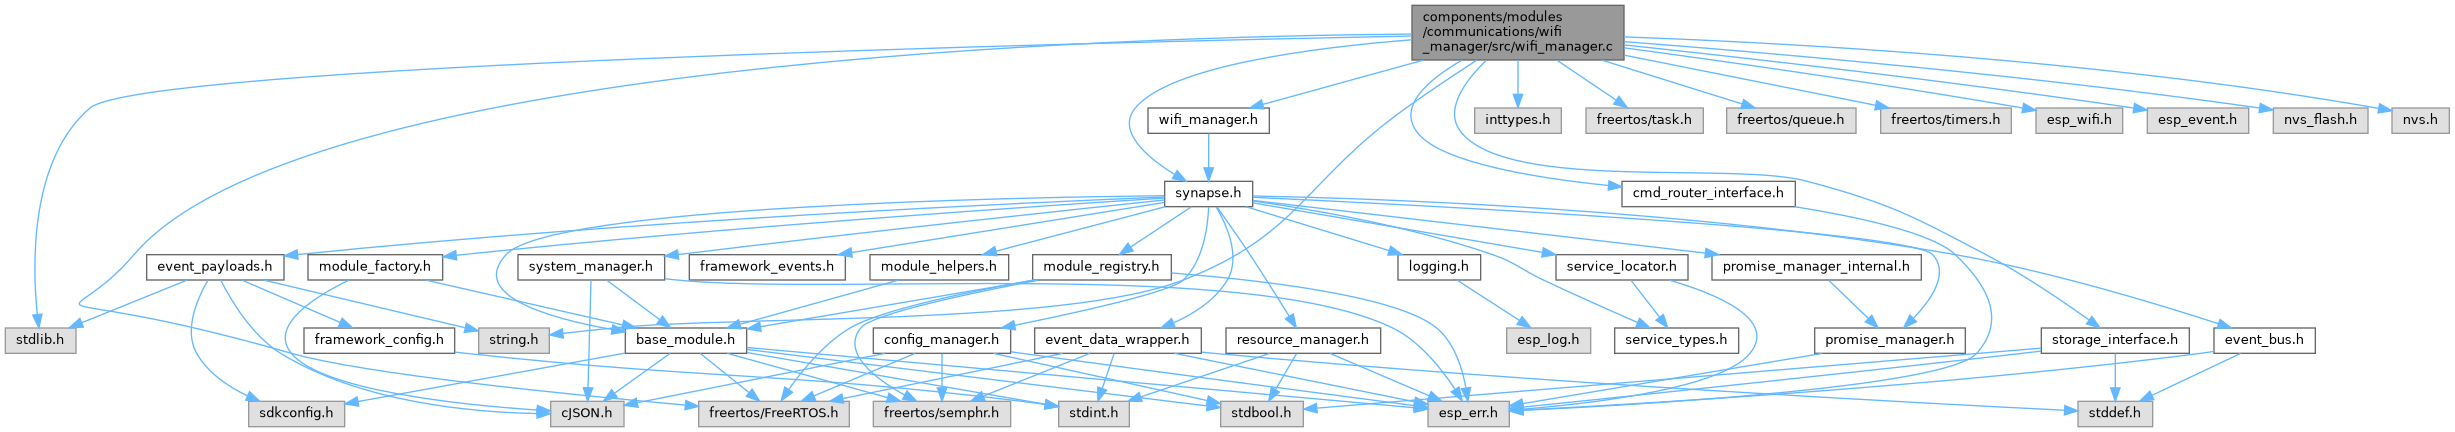 components/modules
/communications/wifi
_manager/src/wifi_manager.c
wifi_manager.h
inttypes.h
freertos/task.h
freertos/queue.h
freertos/timers.h
esp_wifi.h
esp_event.h
nvs_flash.h
nvs.h
synapse.h
cmd_router_interface.h
event_payloads.h
module_factory.h
system_manager.h
framework_events.h
module_helpers.h
module_registry.h
logging.h
service_locator.h
promise_manager_internal.h
stdlib.h
framework_config.h
string.h
base_module.h
config_manager.h
event_data_wrapper.h
resource_manager.h
esp_log.h
service_types.h
promise_manager.h
storage_interface.h
event_bus.h
sdkconfig.h
cJSON.h
freertos/FreeRTOS.h
freertos/semphr.h
stdint.h
stdbool.h
esp_err.h
stddef.h